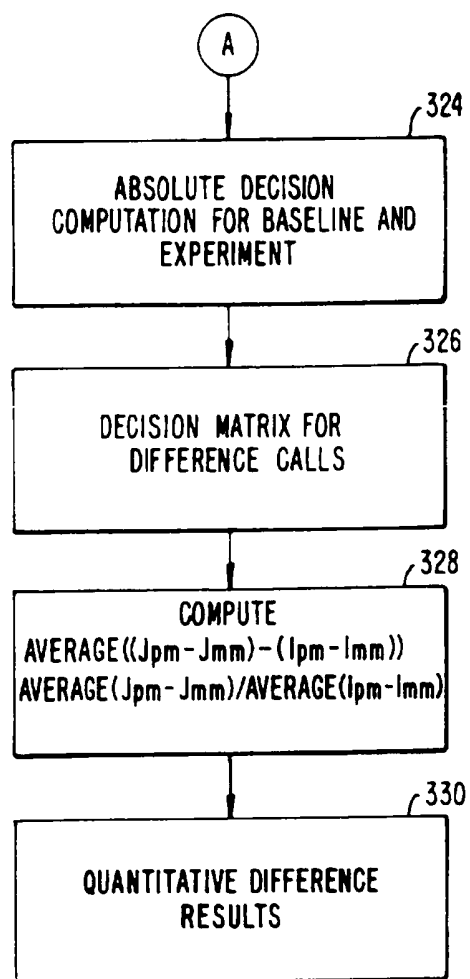 A
324
ABSOLUTE DECISION
COMPUTATION FOR BASELINE AND
EXPERIMENT
326
DECISION MATRIX FOR
DIFFERENCE CALLS
328
COMPUTE
AVERAGE((Jpm-Jmm)-(Ipm-Imm))
AVERAGE(Jpm-Jmm)/AVERAGE(Ipm-Imm)
330
QUANTITATIVE DIFFERENCE
RESULTS